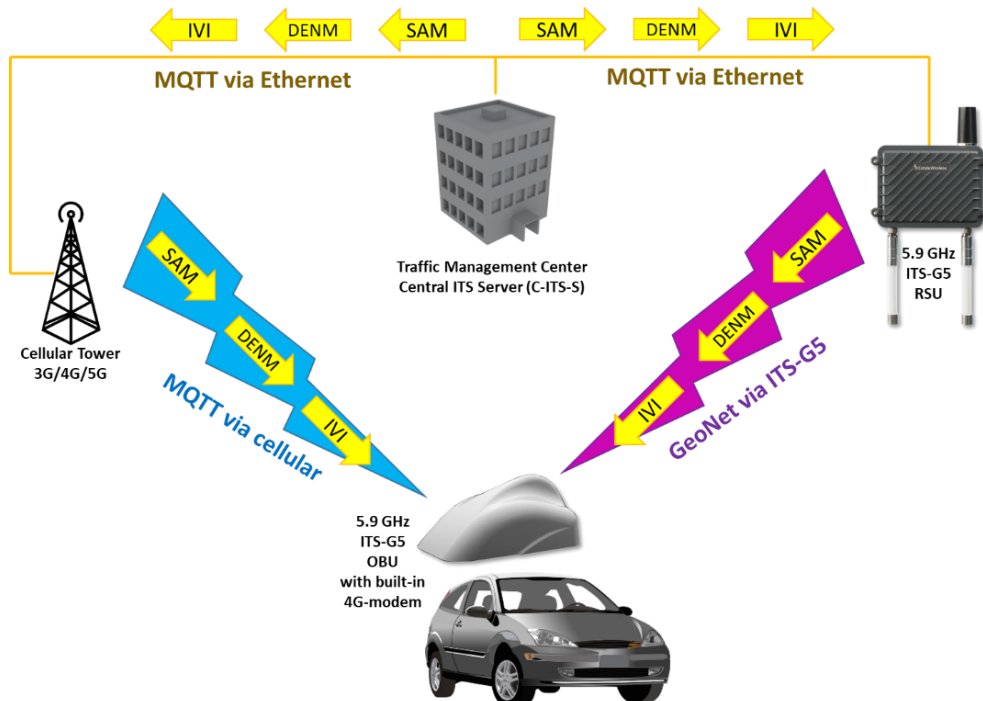 IVI
DENM
SAM
SAM
DENM
IVI
MQTT via Ethernet
MQTT via Ethernet
SAM
DENM
IVI
MQTT via cellular
Cellular Tower
3G/4G/5G
Traffic Management Center
Central ITS Server (C-ITS-S)
SAM
DENM
IVI
GeoNet via ITS-G5
5.9 GHz
ITS-G5
RSU
5.9 GHz
ITS-G5
OBU
with built-in
4G-modem